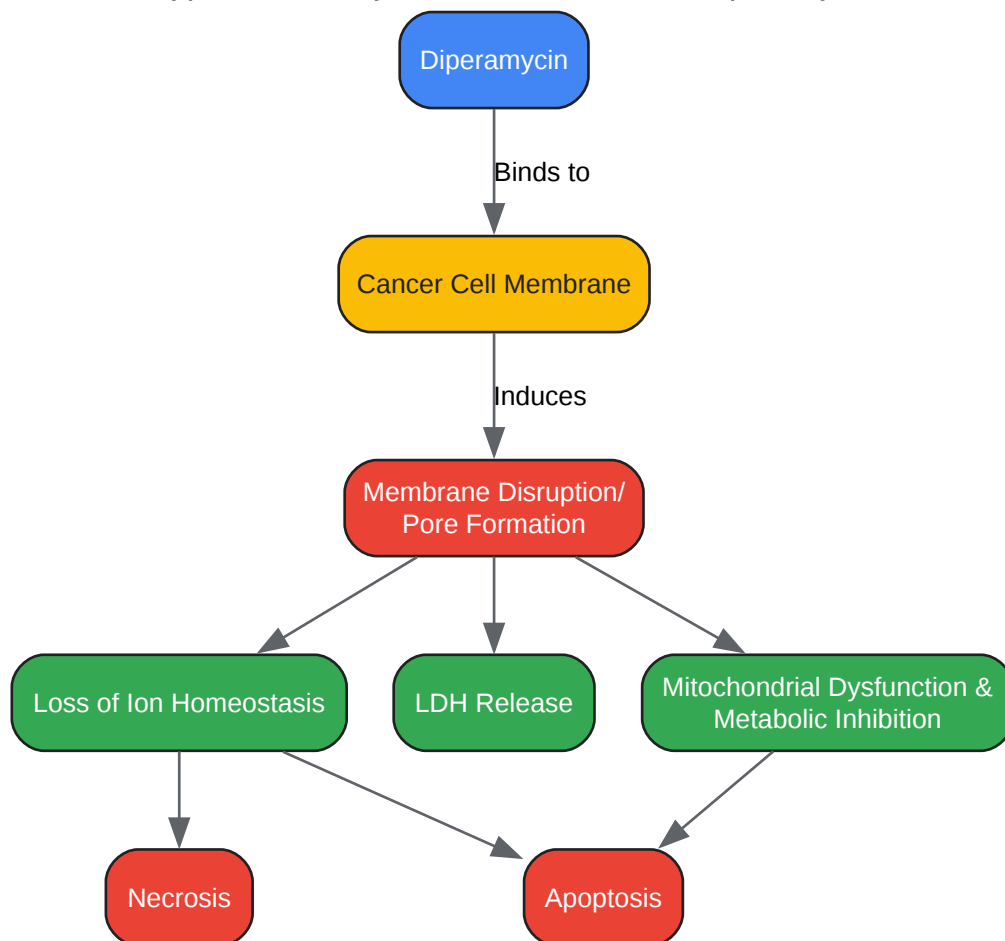 Diperamycin
Binds to
Cancer Cell Membrane
Induces
Membrane Disruption/
Pore Formation
Loss of Ion Homeostasis
LDH Release
Mitochondrial Dysfunction &
Metabolic Inhibition
Necrosis
Apoptosis